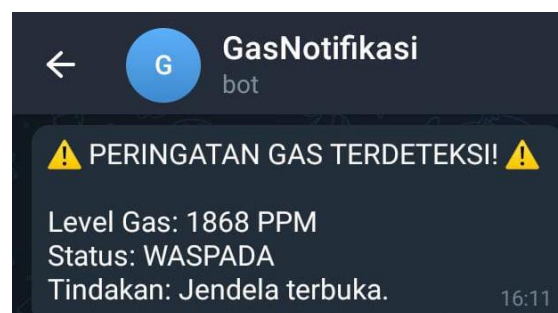 G
GasNotifikasi
bot
⚠️ PERINGATAN GAS TERDETEKSI! ⚠️
Level Gas: 1868 PPM
Status: WASPADA
Tindakan: Jendela terbuka.
16:11